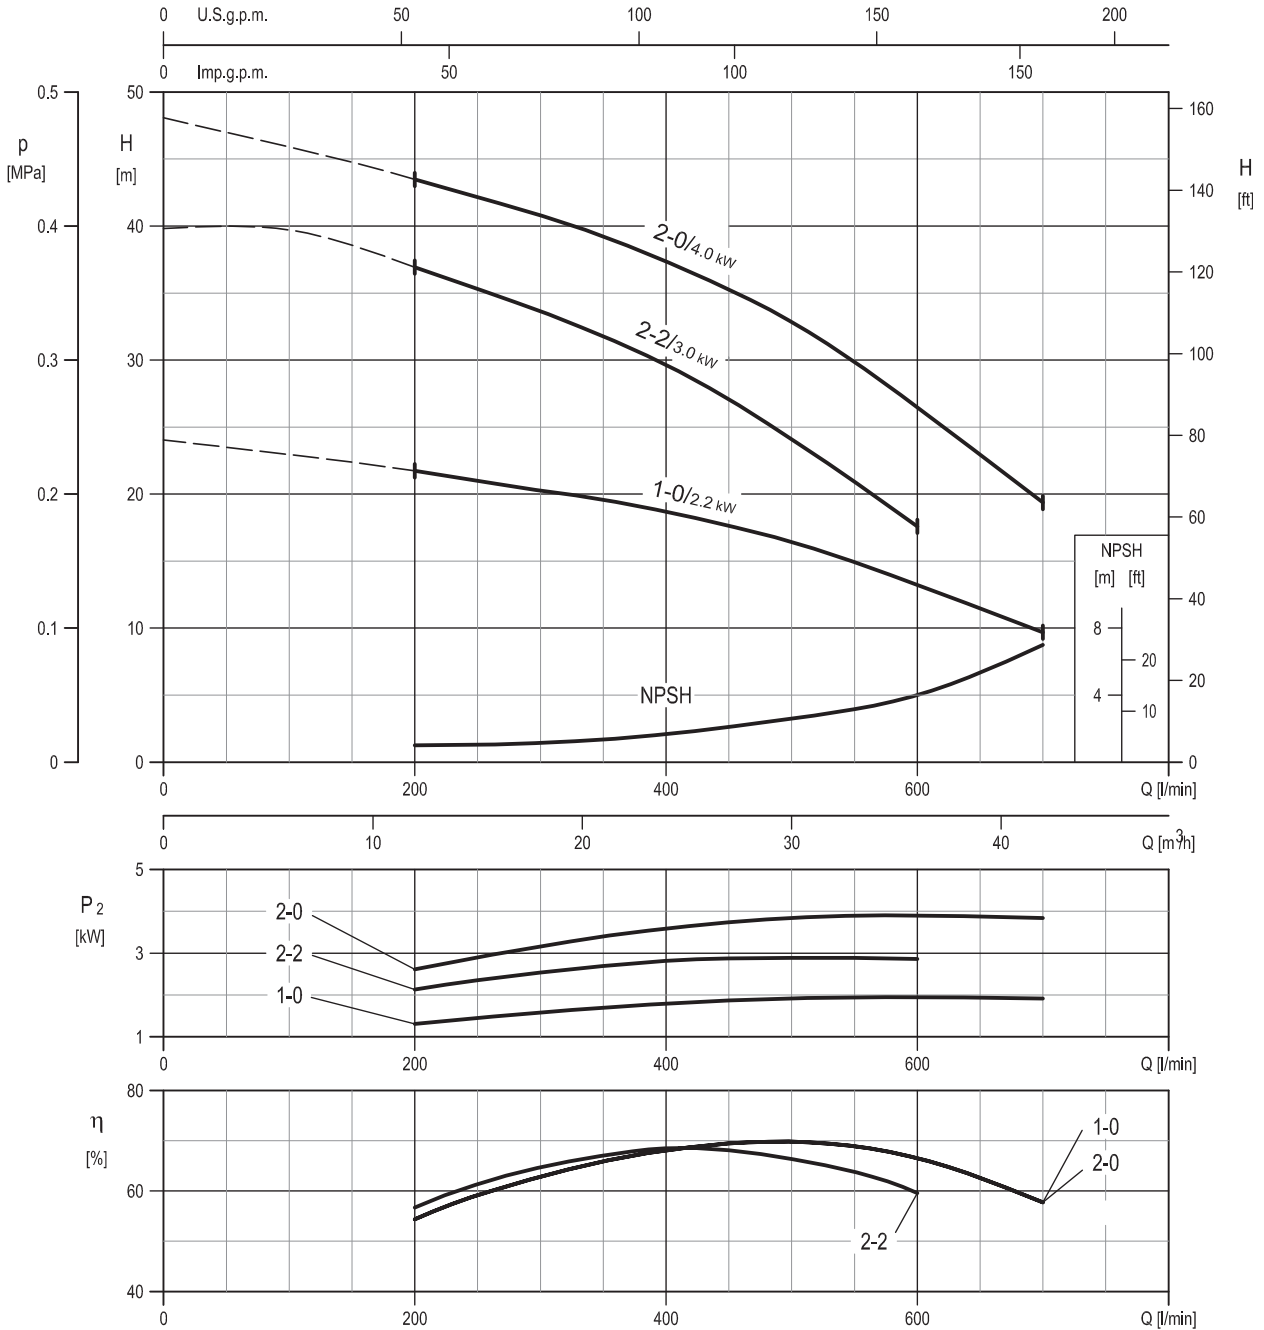 0 U.S.g.p.m. 50 100 150 200
0 Imp.g.p.m. 50 100 150
0.5 50 160
p H
[MPa] [m]
H
[ft]
140
0.4 40
2-0/4.0 kW
120
2-2/3.0 kW
0.3 30 100
80
1-0/2.2 kW
0.2 20
60
NPSH
[m] [ft]
40
0.1 10 8
20
NPSH 4 20
10
0 0 0
0 200 400 600 Q [l/min]
0 10 20 30 40 Q [m³/h]
5
P2
[kW]
2-0
3
2-2
1-0
1
0 200 400 600 Q [l/min]
80
η
[%]
1-0
2-0
60
2-2
40
0 200 400 600 Q [l/min]